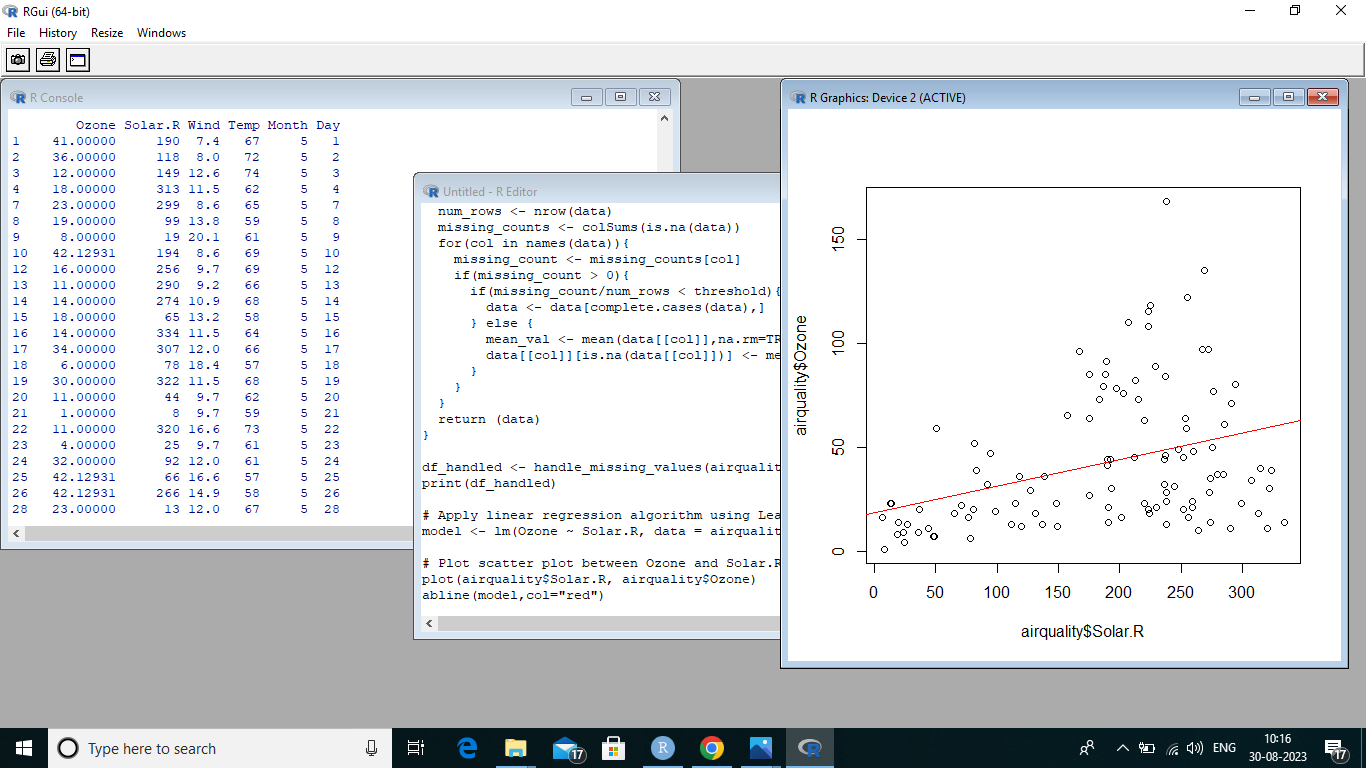 RGui (64-bit)
File History Resize Windows
R Console
Ozone Solar.R Wind Temp Month Day
1 41.00000 190 7.4 67 5 1
2 36.00000 118 8.0 72 5 2
3 12.00000 149 12.6 74 5 3
4 18.00000 313 11.5 62 5 4
7 23.00000 299 8.6 65 5 7
8 19.00000 99 13.8 59 5 8
9 8.00000 19 20.1 61 5 9
10 42.12931 194 8.6 69 5 10
12 16.00000 256 9.7 69 5 12
13 11.00000 290 9.2 66 5 13
14 14.00000 274 10.9 68 5 14
15 18.00000 65 13.2 58 5 15
16 14.00000 334 11.5 64 5 16
17 34.00000 307 12.0 66 5 17
18 6.00000 78 18.4 57 5 18
19 30.00000 322 11.5 68 5 19
20 11.00000 44 9.7 62 5 20
21 1.00000 8 9.7 59 5 21
22 11.00000 320 16.6 73 5 22
23 4.00000 25 9.7 61 5 23
24 32.00000 92 12.0 61 5 24
25 42.12931 66 16.6 57 5 25
26 42.12931 266 14.9 58 5 26
28 23.00000 13 12.0 67 5 28
Untitled - R Editor
num_rows <- nrow(data)
missing_counts <- colSums(is.na(data))
for(col in names(data)){
missing_count <- missing_counts[col]
if(missing_count > 0){
if(missing_count/num_rows < threshold){
data <- data[complete.cases(data),]
} else {
mean_val <- mean(data[[col]],na.rm=TR
data[[col]][is.na(data[[col]])] <- me
}
}
}
return (data)
}
df_handled <- handle_missing_values(airqualit
print(df_handled)
# Apply linear regression algorithm using Lea
model <- lm(Ozone ~ Solar.R, data = airqualit
# Plot scatter plot between Ozone and Solar.R
plot(airquality$Solar.R, airquality$Ozone)
abline(model,col="red")
R Graphics: Device 2 (ACTIVE)
airquality$Ozone
150
100
50
0
0 50 100 150 200 250 300
airquality$Solar.R
Type here to search
17
R
ENG
10:16
30-08-2023
17